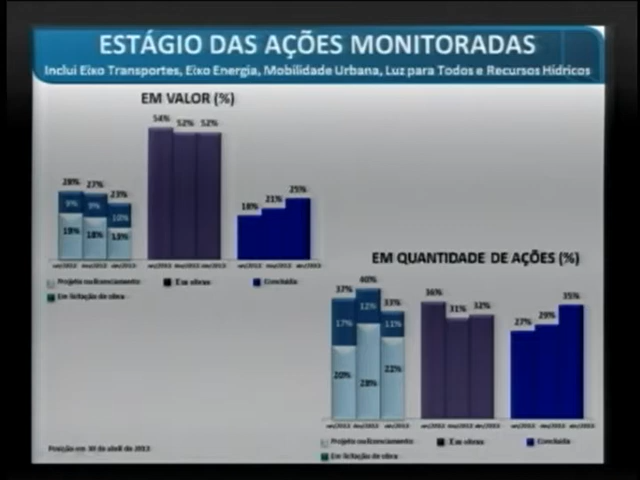 ESTÁGIO DAS AÇÕES MONITORADAS
Inclui Eixo Transportes, Eixo Energia, Mobilidade Urbana, Luz para Todos e Recursos Hídricos
EM VALOR (%)
54% 52% 52%
28% 27% 23%
9% 9% 10%
19% 18% 13%
18% 21% 25%
Projeto ou licenciamento Em obras Concluída
Em licitação de obra
EM QUANTIDADE DE AÇÕES (%)
37% 40% 33%
17% 12% 11%
20% 28% 22%
36% 31% 32%
27% 29% 35%
Projeto ou licenciamento Em obras Concluída
Em licitação de obra
Posição em 30 de abril de 2013